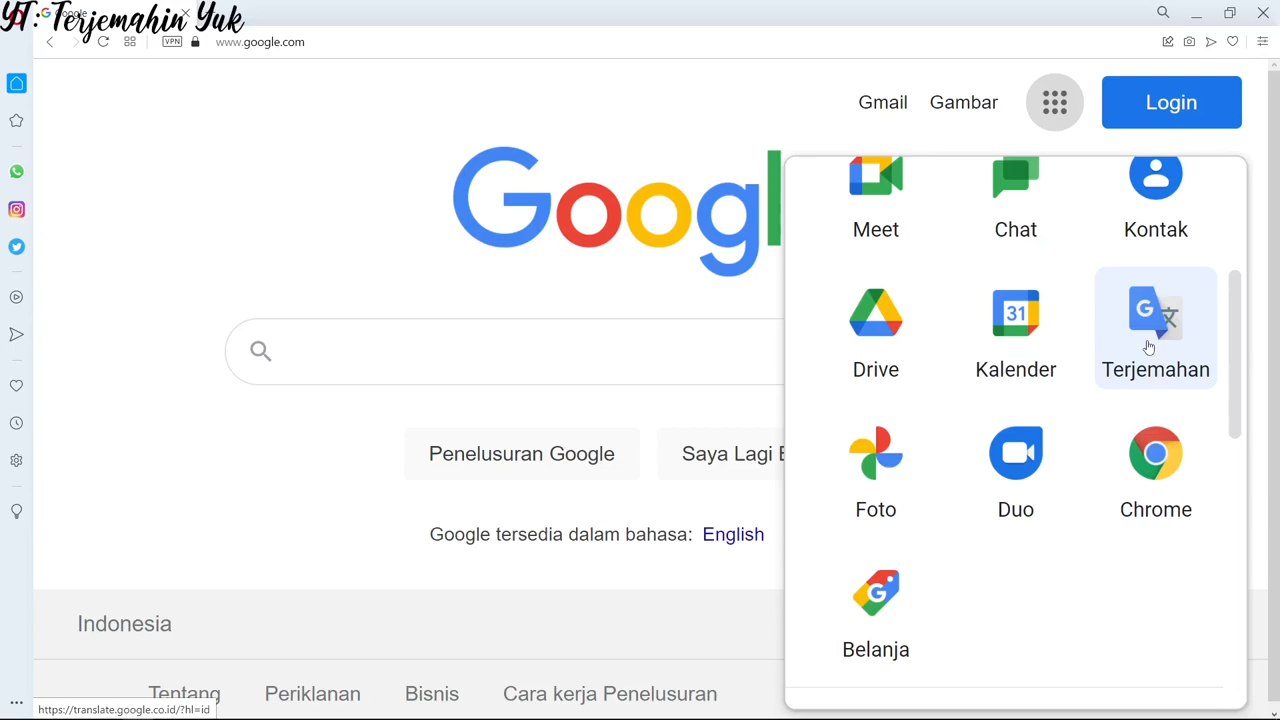 YT: Terjemahin Yuk
VPN
www.google.com
Gmail
Gambar
Login
Google
Meet
Chat
Kontak
31
Drive
Kalender
Terjemahan
Foto
Duo
Chrome
Penelusuran Google
Saya Lagi
Google tersedia dalam bahasa: English
G
Belanja
Indonesia
Tentang
Periklanan
Bisnis
Cara kerja Penelusuran
https://translate.google.co.id/?hl=id